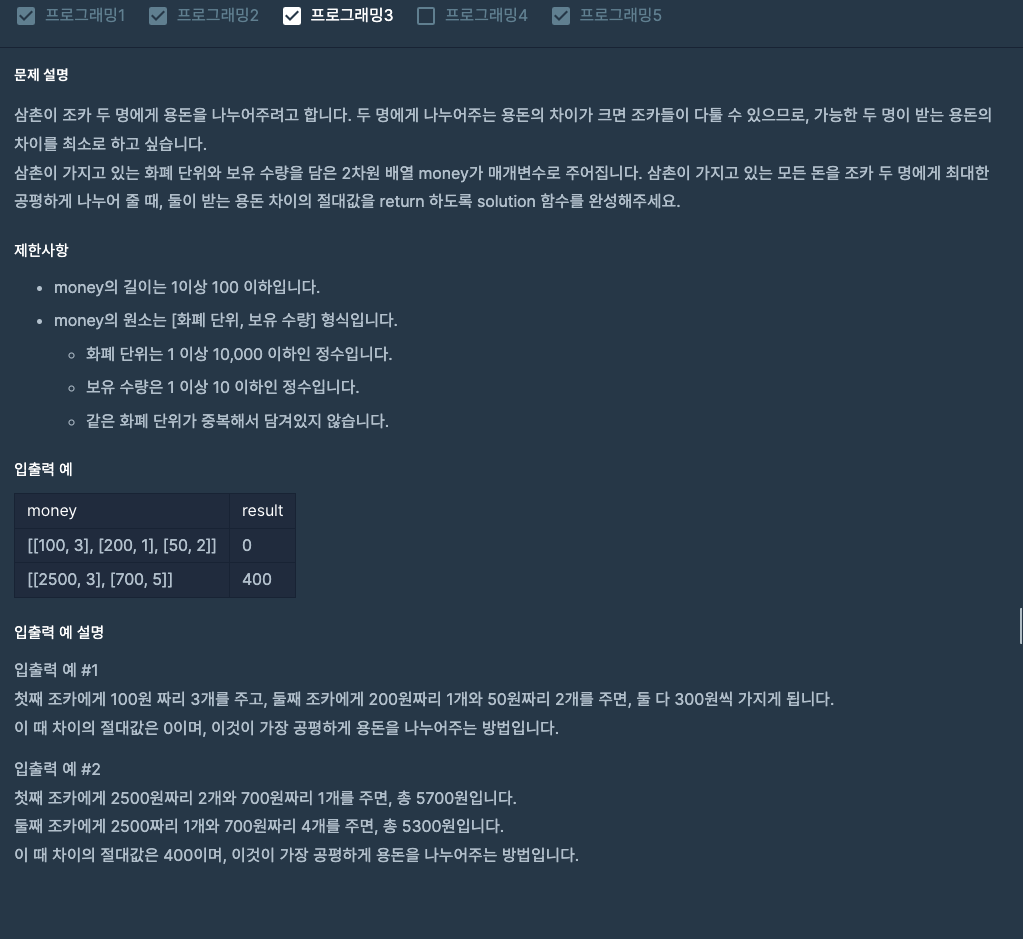 프로그래밍1 프로그래밍2 프로그래밍3 프로그래밍4 프로그래밍5
문제 설명
삼촌이 조카 두 명에게 용돈을 나누어주려고 합니다. 두 명에게 나누어주는 용돈의 차이가 크면 조카들이 다툴 수 있으므로, 가능한 두 명이 받는 용돈의
차이를 최소로 하고 싶습니다.
삼촌이 가지고 있는 화폐 단위와 보유 수량을 담은 2차원 배열 money가 매개변수로 주어집니다. 삼촌이 가지고 있는 모든 돈을 조카 두 명에게 최대한
공평하게 나누어 줄 때, 둘이 받는 용돈 차이의 절대값을 return 하도록 solution 함수를 완성해주세요.
제한사항
• money의 길이는 1이상 100 이하입니다.
• money의 원소는 [화폐 단위, 보유 수량] 형식입니다.
◦ 화폐 단위는 1 이상 10,000 이하인 정수입니다.
◦ 보유 수량은 1 이상 10 이하인 정수입니다.
◦ 같은 화폐 단위가 중복해서 담겨있지 않습니다.
입출력 예
money result
[[100, 3], [200, 1], [50, 2]] 0
[[2500, 3], [700, 5]] 400
입출력 예 설명
입출력 예 #1
첫째 조카에게 100원 짜리 3개를 주고, 둘째 조카에게 200원짜리 1개와 50원짜리 2개를 주면, 둘 다 300원씩 가지게 됩니다.
이 때 차이의 절대값은 0이며, 이것이 가장 공평하게 용돈을 나누어주는 방법입니다.
입출력 예 #2
첫째 조카에게 2500원짜리 2개와 700원짜리 1개를 주면, 총 5700원입니다.
둘째 조카에게 2500짜리 1개와 700원짜리 4개를 주면, 총 5300원입니다.
이 때 차이의 절대값은 400이며, 이것이 가장 공평하게 용돈을 나누어주는 방법입니다.